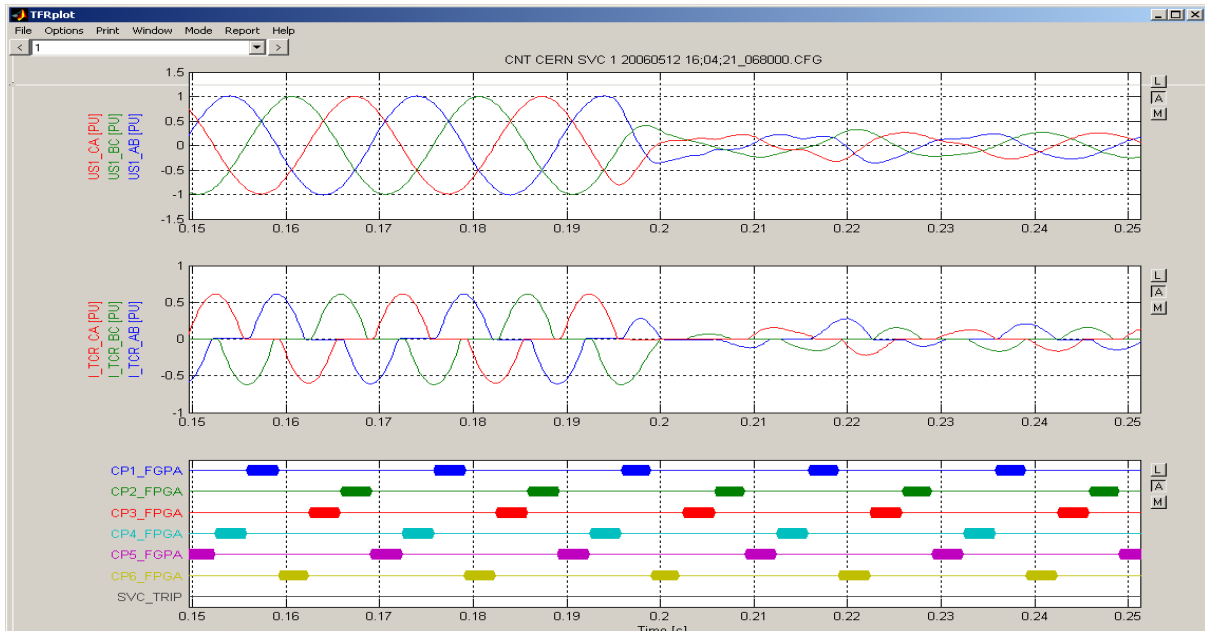 TFRplot
File Options Print Window Mode Report Help
< 1 >
CNT CERN SVC 1 20060512 16;04;21_068000.CFG
US1_CA [PU]
US1_BC [PU]
US1_AB [PU]
1.5
1
0.5
0
-0.5
-1
-1.5
0.15 0.16 0.17 0.18 0.19 0.2 0.21 0.22 0.23 0.24 0.25
L
A
M
I_TCR_CA [PU]
I_TCR_BC [PU]
I_TCR_AB [PU]
1
0.5
0
-0.5
-1
0.15 0.16 0.17 0.18 0.19 0.2 0.21 0.22 0.23 0.24 0.25
L
A
M
CP1_FGPA
CP2_FPGA
CP3_FPGA
CP4_FPGA
CP5_FGPA
CP6_FPGA
SVC_TRIP
0.15 0.16 0.17 0.18 0.19 0.2 0.21 0.22 0.23 0.24 0.25
L
A
M
Time [s]